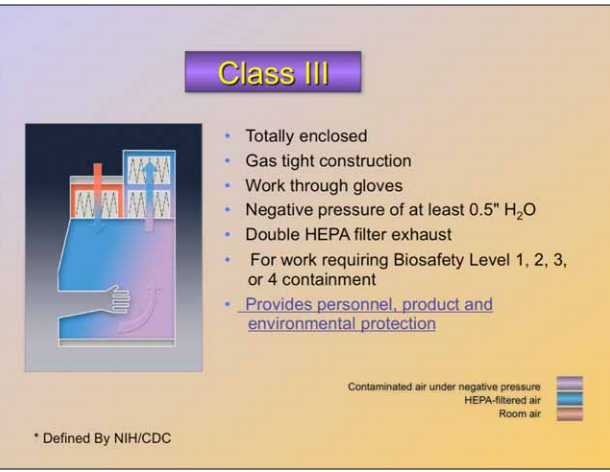 Class III
• Totally enclosed
• Gas tight construction
• Work through gloves
• Negative pressure of at least 0.5" H₂O
• Double HEPA filter exhaust
• For work requiring Biosafety Level 1, 2, 3,
or 4 containment
• Provides personnel, product and
environmental protection
Contaminated air under negative pressure
HEPA-filtered air
Room air
* Defined By NIH/CDC